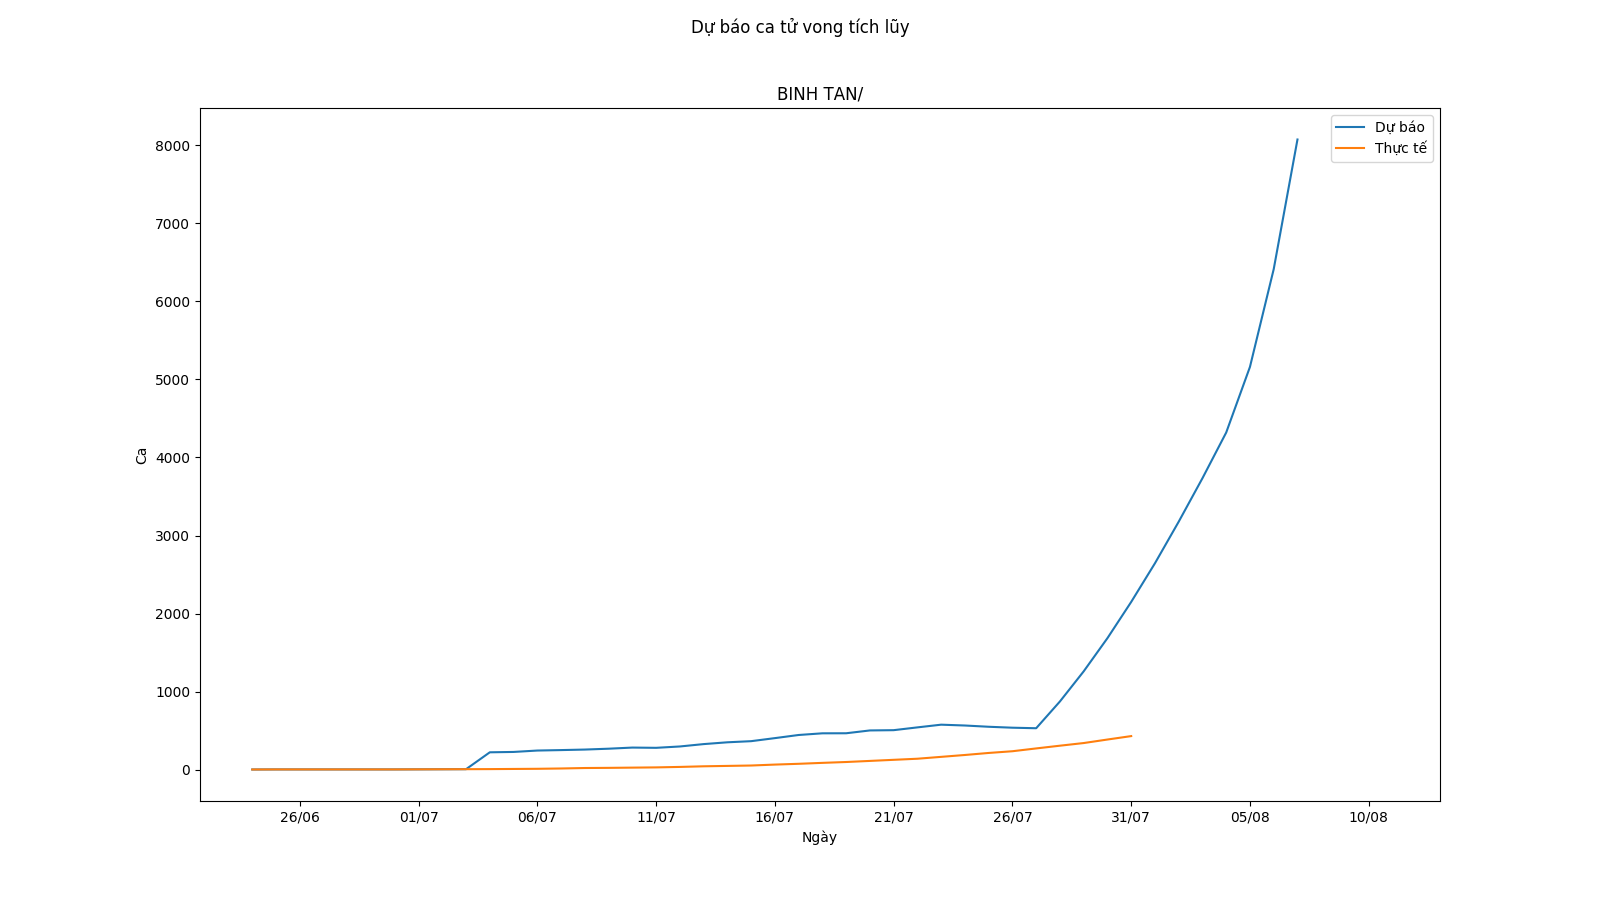 Dự báo ca tử vong tích lũy
BINH TAN/
Dự báo
Thực tế
8000
7000
6000
5000
4000
3000
2000
1000
0
Ca
26/06 01/07 06/07 11/07 16/07 21/07 26/07 31/07 05/08 10/08
Ngày